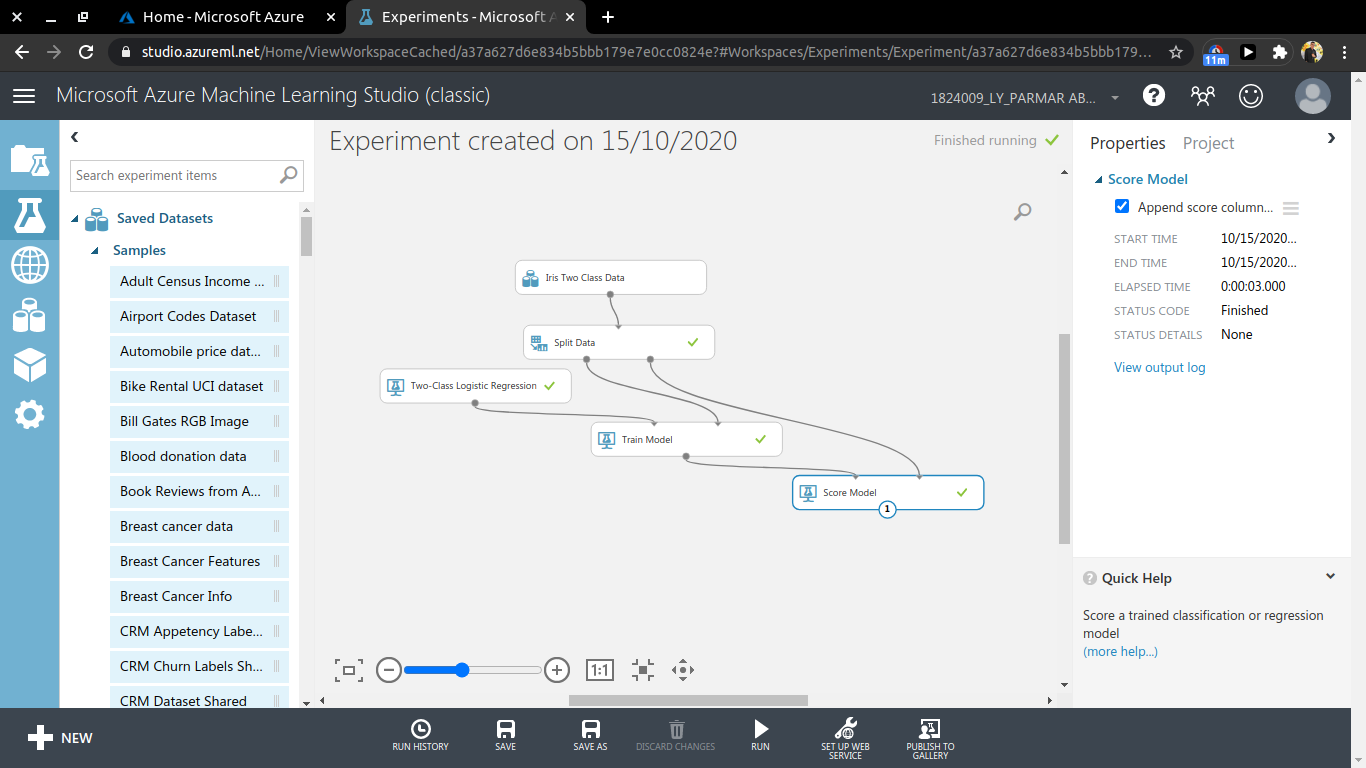 Home - Microsoft Azure
Experiments - Microsoft A
studio.azureml.net/Home/ViewWorkspaceCached/a37a627d6e834b5bbb179e7e0cc0824e?#Workspaces/Experiments/Experiment/a37a627d6e834b5bbb179...
11m
Microsoft Azure Machine Learning Studio (classic)
1824009_LY_PARMAR AB...
Search experiment items
Saved Datasets
Samples
Adult Census Income ...
Airport Codes Dataset
Automobile price dat...
Bike Rental UCI dataset
Bill Gates RGB Image
Blood donation data
Book Reviews from A...
Breast cancer data
Breast Cancer Features
Breast Cancer Info
CRM Appetency Labe...
CRM Churn Labels Sh...
CRM Dataset Shared
Experiment created on 15/10/2020
Finished running
Iris Two Class Data
Split Data
Two-Class Logistic Regression
Train Model
Score Model
1
1:1
Properties
Project
Score Model
Append score column...
START TIME 10/15/2020...
END TIME 10/15/2020...
ELAPSED TIME 0:00:03.000
STATUS CODE Finished
STATUS DETAILS None
View output log
Quick Help
Score a trained classification or regression
model
(more help...)
NEW
RUN HISTORY
SAVE
SAVE AS
DISCARD CHANGES
RUN
SET UP WEB
SERVICE
PUBLISH TO
GALLERY